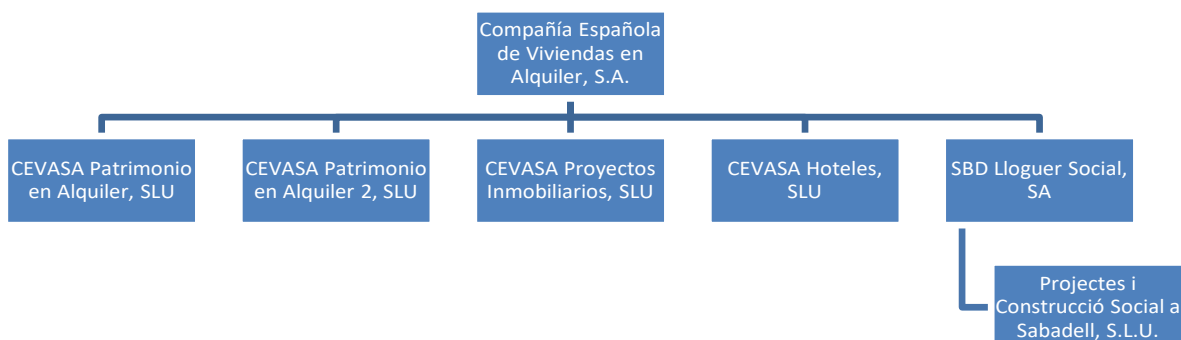 Compañía Española
de Viviendas en
Alquiler, S.A.
CEVASA Patrimonio
en Alquiler, SLU
CEVASA Patrimonio
en Alquiler 2, SLU
CEVASA Proyectos
Inmobiliarios, SLU
CEVASA Hoteles,
SLU
SBD Lloguer Social,
SA
Projectes i
Construcció Social a
Sabadell, S.L.U.